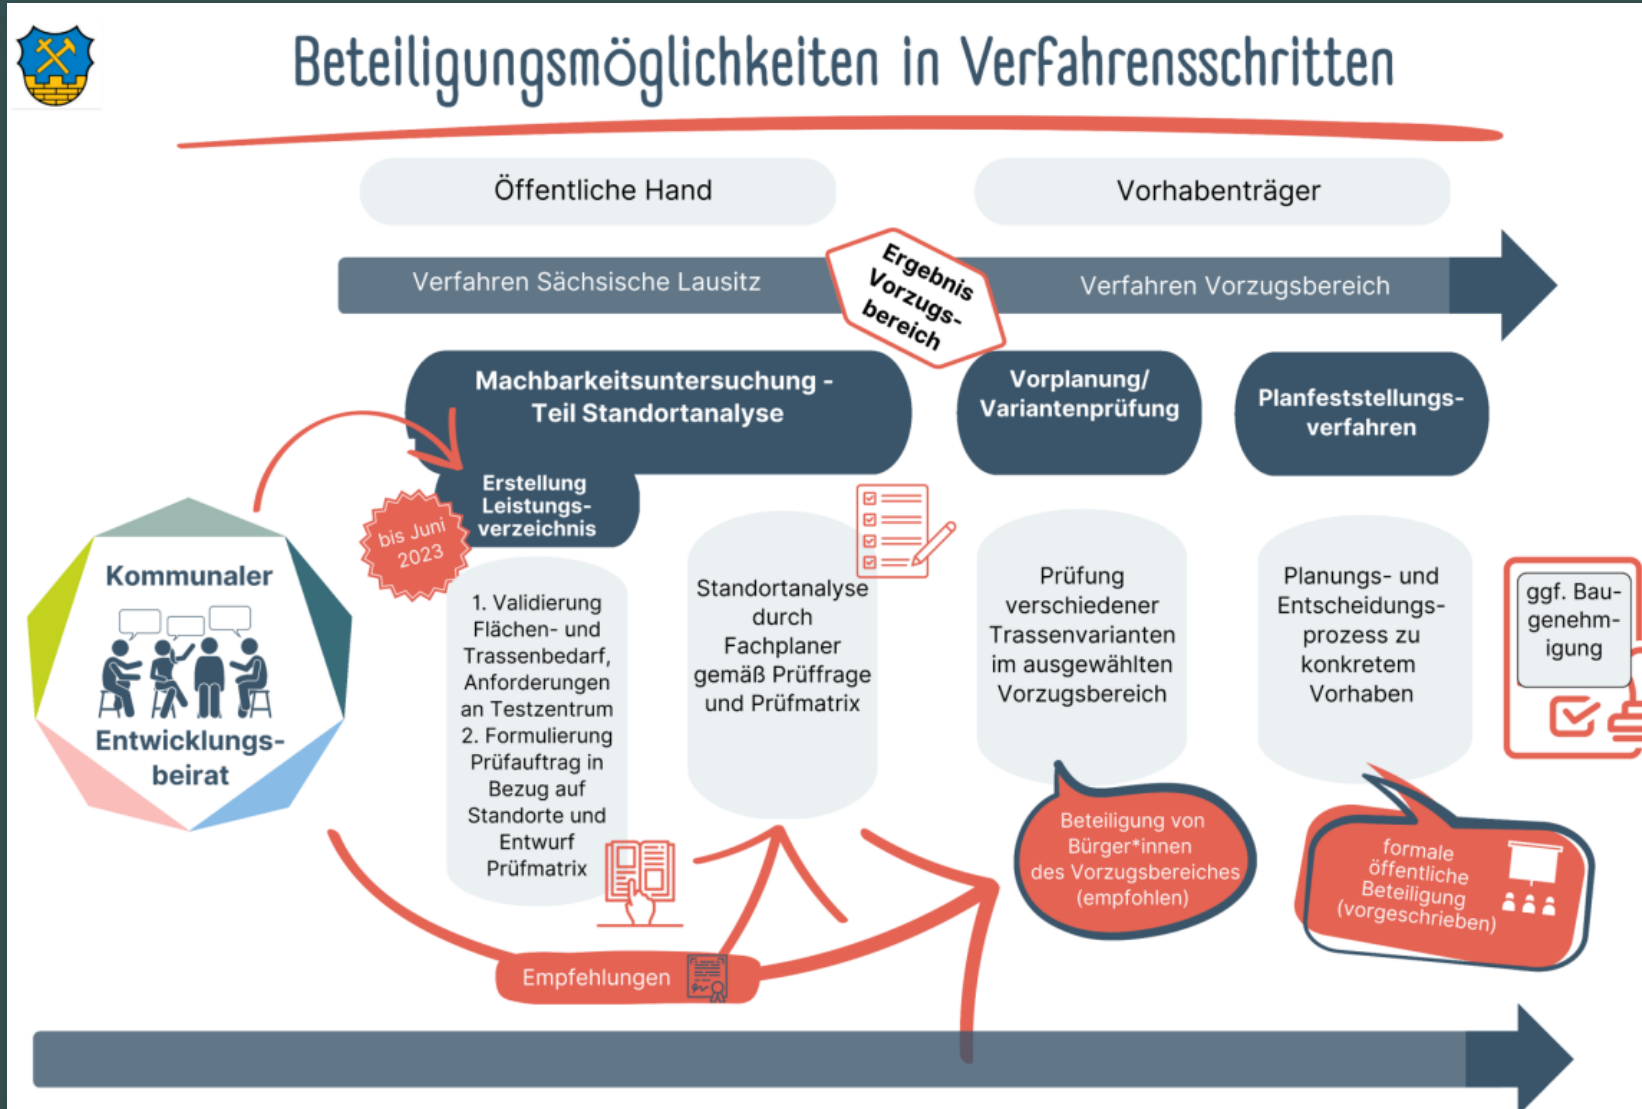 Beteiligungsmöglichkeiten in Verfahrensschritten
Öffentliche Hand
Vorhabenträger
Verfahren Sächsische Lausitz
Ergebnis
Vorzugs-
bereich
Verfahren Vorzugsbereich
Machbarkeitsuntersuchung -
Teil Standortanalyse
Vorplanung/
Variantenprüfung
Planfeststellungs-
verfahren
Erstellung
Leistungs-
verzeichnis
bis Juni
2023
Kommunaler
Entwicklungs-
beirat
1. Validierung
Flächen- und
Trassenbedarf,
Anforderungen
an Testzentrum
2. Formulierung
Prüfauftrag in
Bezug auf
Standorte und
Entwurf
Prüfmatrix
Standortanalyse
durch
Fachplaner
gemäß Prüffrage
und Prüfmatrix
Prüfung
verschiedener
Trassenvarianten
im ausgewählten
Vorzugsbereich
Planungs- und
Entscheidungs-
prozess zu
konkretem
Vorhaben
ggf. Bau-
genehm-
igung
Beteiligung von
Bürger*innen
des Vorzugsbereiches
(empfohlen)
formale
öffentliche
Beteiligung
(vorgeschrieben)
Empfehlungen